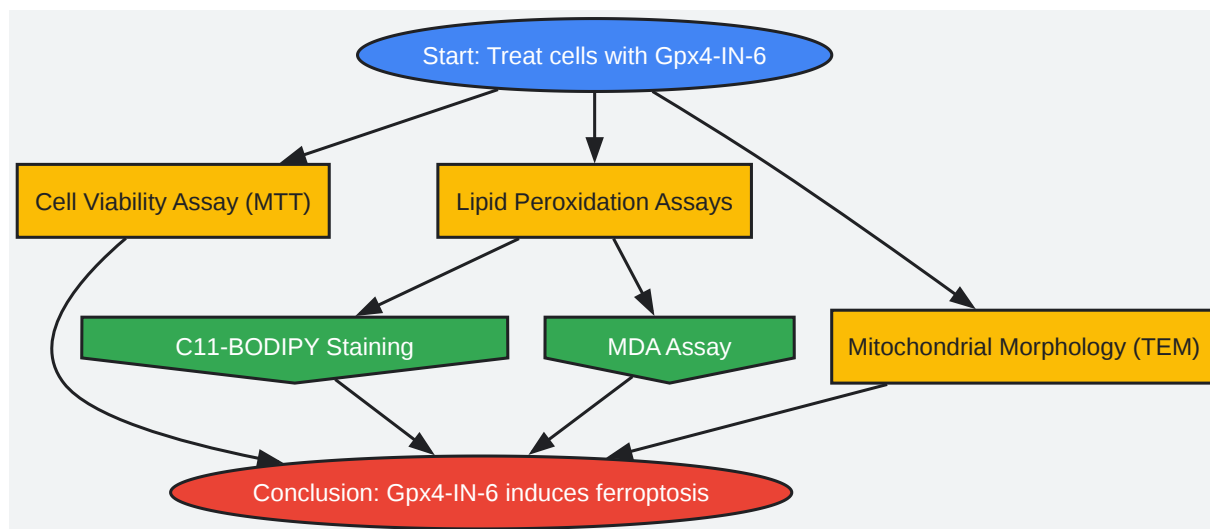 Start: Treat cells with Gpx4-IN-6
Cell Viability Assay (MTT)
Lipid Peroxidation Assays
C11-BODIPY Staining
MDA Assay
Mitochondrial Morphology (TEM)
Conclusion: Gpx4-IN-6 induces ferroptosis